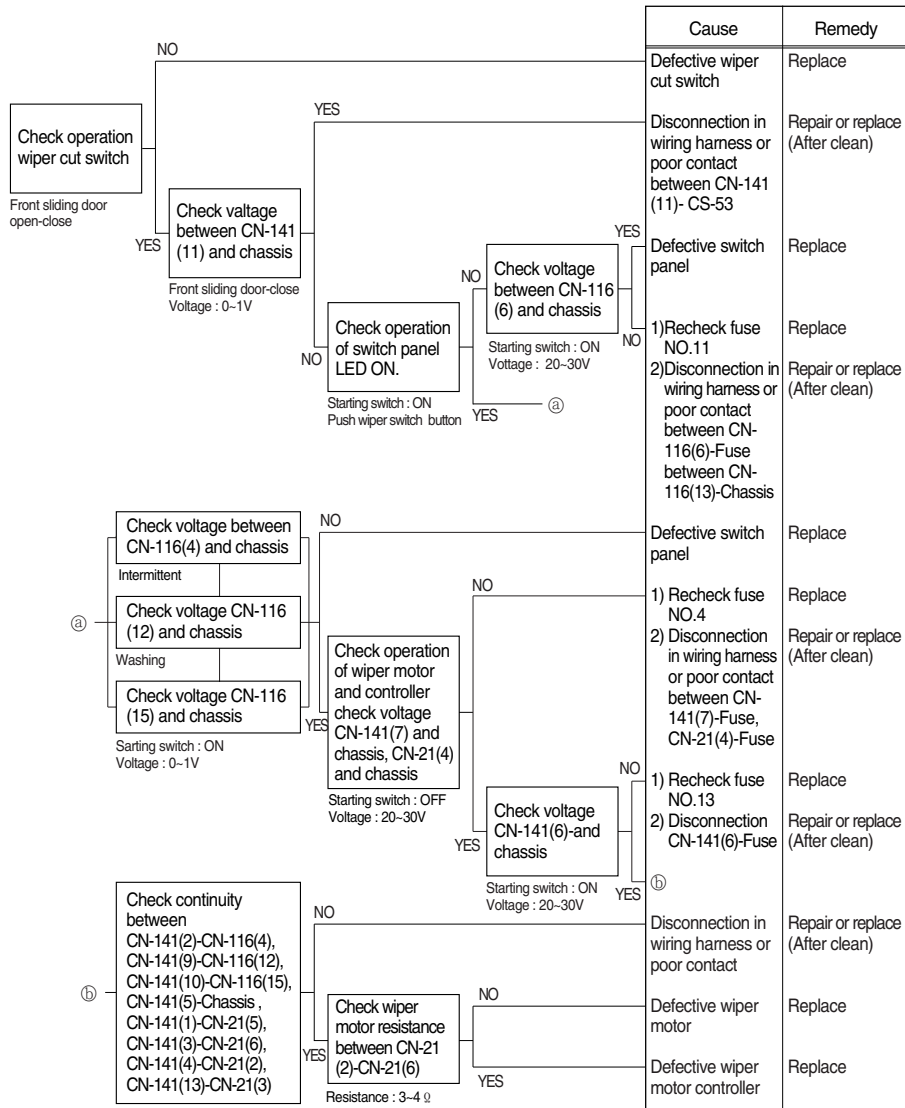 Cause
Remedy
NO
Defective wiper
cut switch
Replace
Check operation
wiper cut switch
Front sliding door
open-close
YES
Disconnection in
wiring harness or
poor contact
between CN-141
(11)- CS-53
Repair or replace
(After clean)
YES
Check valtage
between CN-141
(11) and chassis
Front sliding door-close
Voltage : 0~1V
YES
Defective switch
panel
Replace
NO
Check voltage
between CN-116
(6) and chassis
Starting switch : ON
Vottage : 20~30V
NO
1)Recheck fuse
NO.11
Replace
2)Disconnection in
wiring harness or
poor contact
between CN-
116(6)-Fuse
between CN-
116(13)-Chassis
Repair or replace
(After clean)
NO
Check operation
of switch panel
LED ON.
Starting switch : ON
Push wiper switch button
YES
ⓐ
ⓐ
Check voltage between
CN-116(4) and chassis
Intermittent
Check voltage CN-116
(12) and chassis
Washing
Check voltage CN-116
(15) and chassis
Sarting switch : ON
Voltage : 0~1V
NO
Defective switch
panel
Replace
YES
Check operation
of wiper motor
and controller
check voltage
CN-141(7) and
chassis, CN-21(4)
and chassis
Starting switch : OFF
Voltage : 20~30V
NO
1) Recheck fuse
NO.4
Replace
2) Disconnection
in wiring harness
or poor contact
between CN-
141(7)-Fuse,
CN-21(4)-Fuse
Repair or replace
(After clean)
YES
Check voltage
CN-141(6)-and
chassis
Starting switch : ON
Voltage : 20~30V
NO
1) Recheck fuse
NO.13
Replace
2) Disconnection
CN-141(6)-Fuse
Repair or replace
(After clean)
YES
ⓑ
ⓑ
Check continuity
between
CN-141(2)-CN-116(4),
CN-141(9)-CN-116(12),
CN-141(10)-CN-116(15),
CN-141(5)-Chassis ,
CN-141(1)-CN-21(5),
CN-141(3)-CN-21(6),
CN-141(4)-CN-21(2),
CN-141(13)-CN-21(3)
NO
Disconnection in
wiring harness or
poor contact
Repair or replace
(After clean)
YES
Check wiper
motor resistance
between CN-21
(2)-CN-21(6)
Resistance : 3~4 Ω
NO
Defective wiper
motor
Replace
YES
Defective wiper
motor controller
Replace